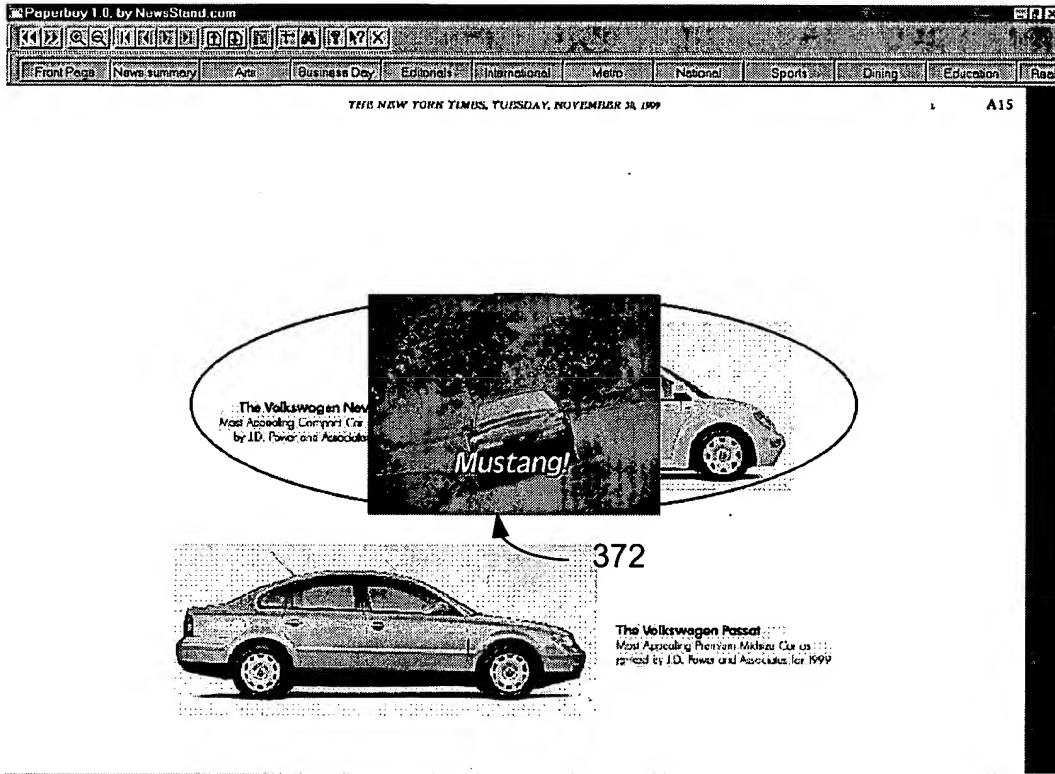 Paperboy 1.0, by NewsStand.com
Front Page News summary Arts Business Day Editorials International Metro National Sports Dining Education
THE NEW YORK TIMES, TUESDAY, NOVEMBER 30, 1999 L A15
The Volkswagen New
Most Appealing Compact Car
by J.D. Power and Associates
Mustang!
372
The Volkswagen Passat
Most Appealing Premium Midsize Car as
ranked by J.D. Power and Associates for 1999